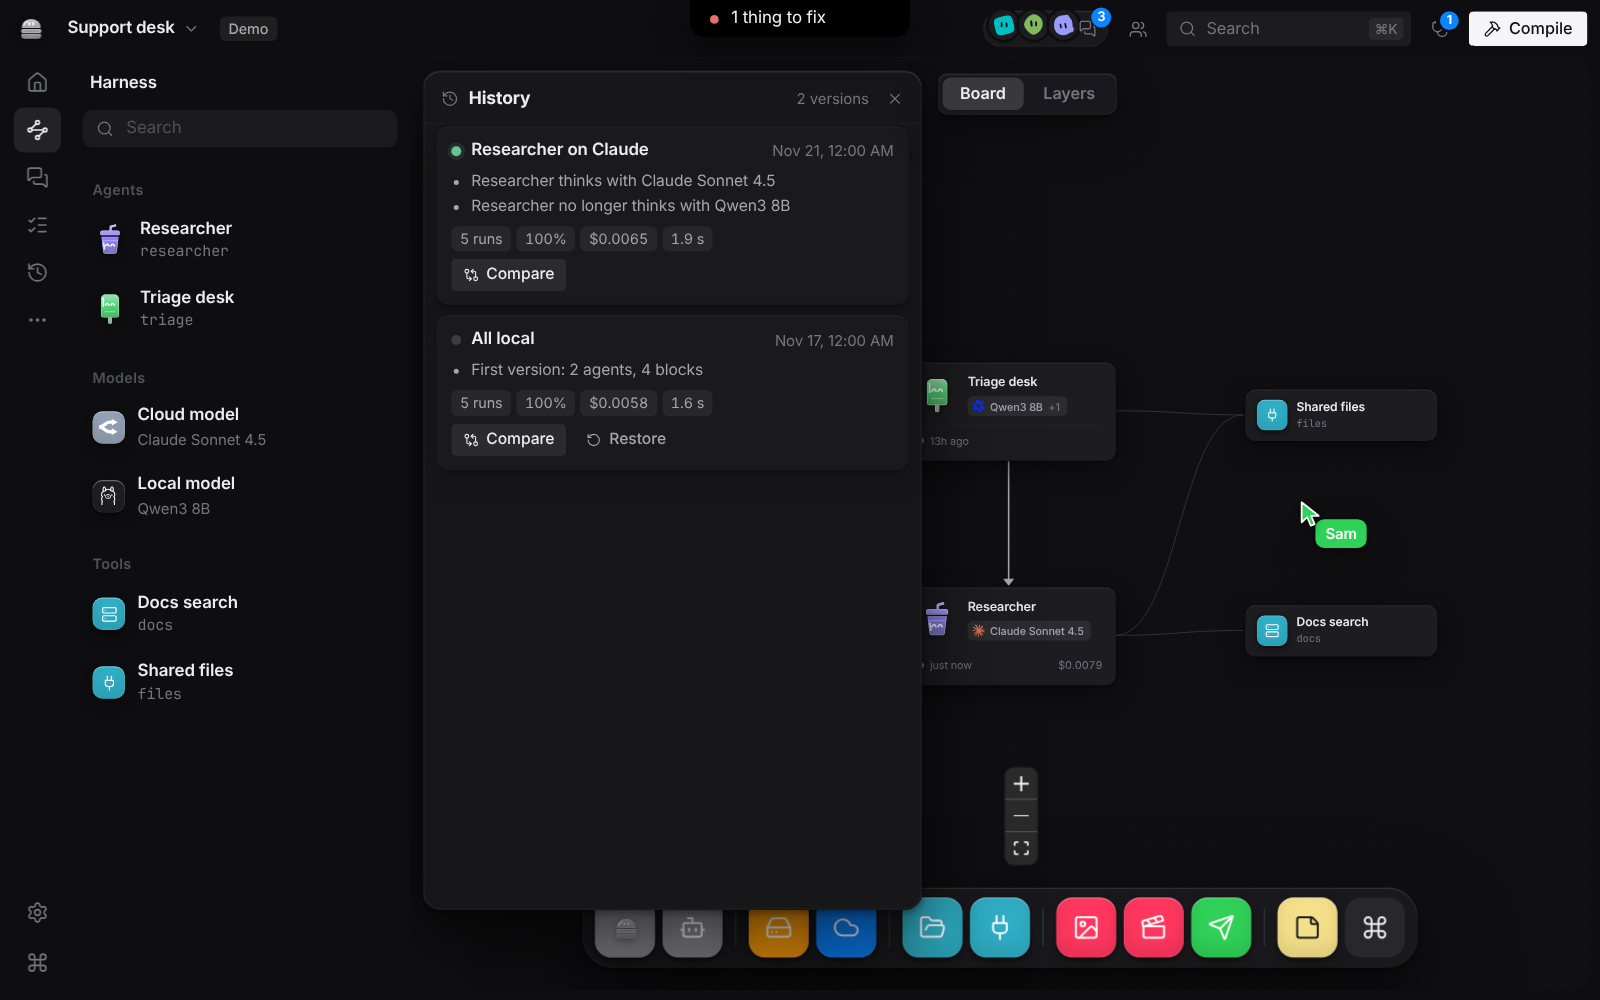 Support desk
Demo
1 thing to fix
3
Search
⌘K
1
Compile
Harness
Search
Agents
Researcher
researcher
Triage desk
triage
Models
Cloud model
Claude Sonnet 4.5
Local model
Qwen3 8B
Tools
Docs search
docs
Shared files
files
History
2 versions
Researcher on Claude
Nov 21, 12:00 AM
• Researcher thinks with Claude Sonnet 4.5
• Researcher no longer thinks with Qwen3 8B
5 runs
100%
$0.0065
1.9 s
Compare
All local
Nov 17, 12:00 AM
• First version: 2 agents, 4 blocks
5 runs
100%
$0.0058
1.6 s
Compare
Restore
Board
Layers
Triage desk
Qwen3 8B +1
13h ago
Shared files
files
Sam
Researcher
Claude Sonnet 4.5
just now
$0.0079
Docs search
docs